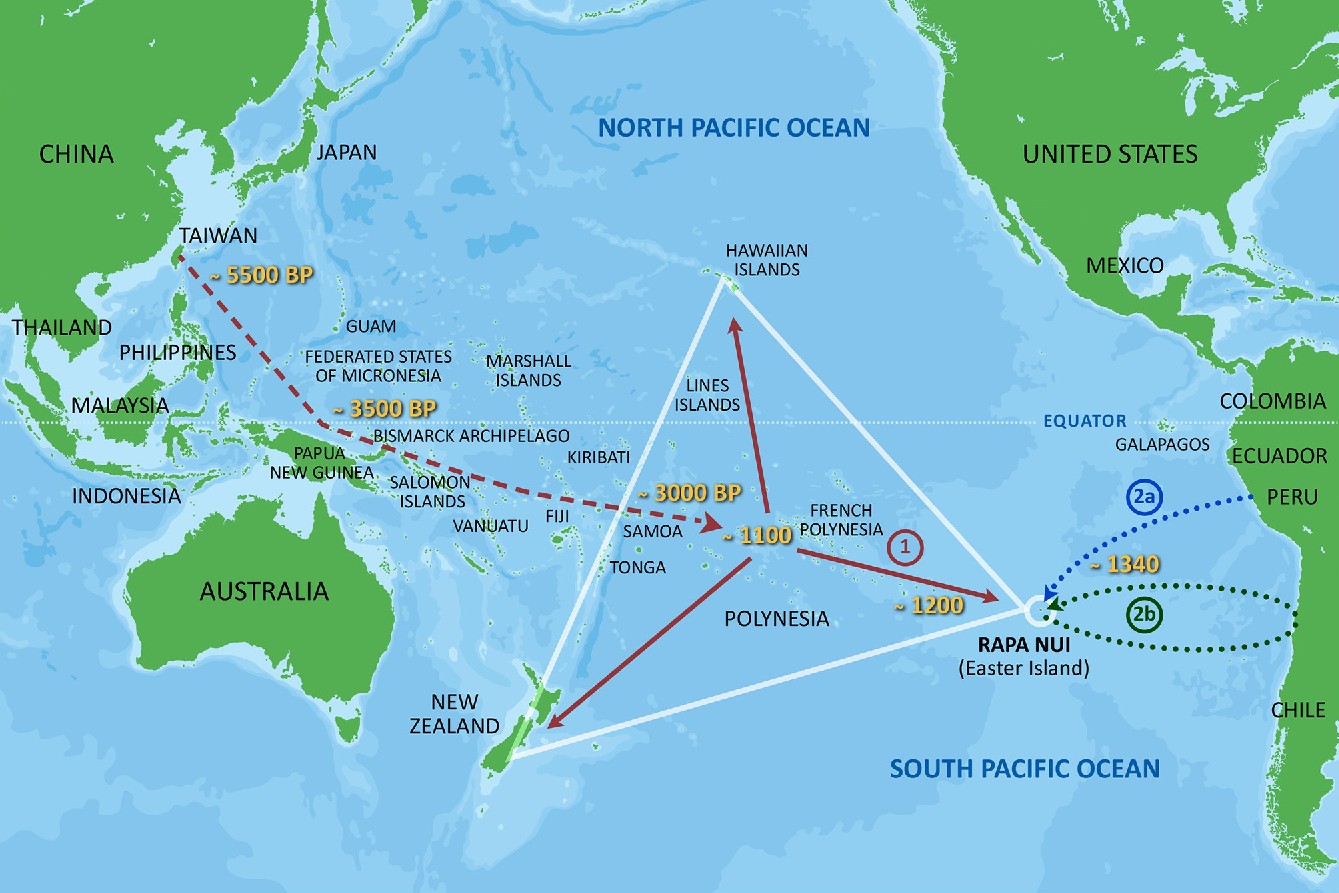 NORTH PACIFIC OCEAN
CHINA
JAPAN
UNITED STATES
TAIWAN
~ 5500 BP
HAWAIIAN
ISLANDS
MEXICO
THAILAND
GUAM
PHILIPPINES
FEDERATED STATES
OF MICRONESIA
MARSHALL
ISLANDS
LINES
ISLANDS
MALAYSIA
~ 3500 BP
COLOMBIA
EQUATOR
BISMARCK ARCHIPELAGO
GALAPAGOS
PAPUA
NEW GUINEA
KIRIBATI
ECUADOR
INDONESIA
SALOMON
ISLANDS
~ 3000 BP
2a
PERU
VANUATU
FIJI
SAMOA
FRENCH
POLYNESIA
~ 1100
1
TONGA
~ 1340
AUSTRALIA
~ 1200
2b
POLYNESIA
RAPA NUI
(Easter Island)
NEW
ZEALAND
CHILE
SOUTH PACIFIC OCEAN